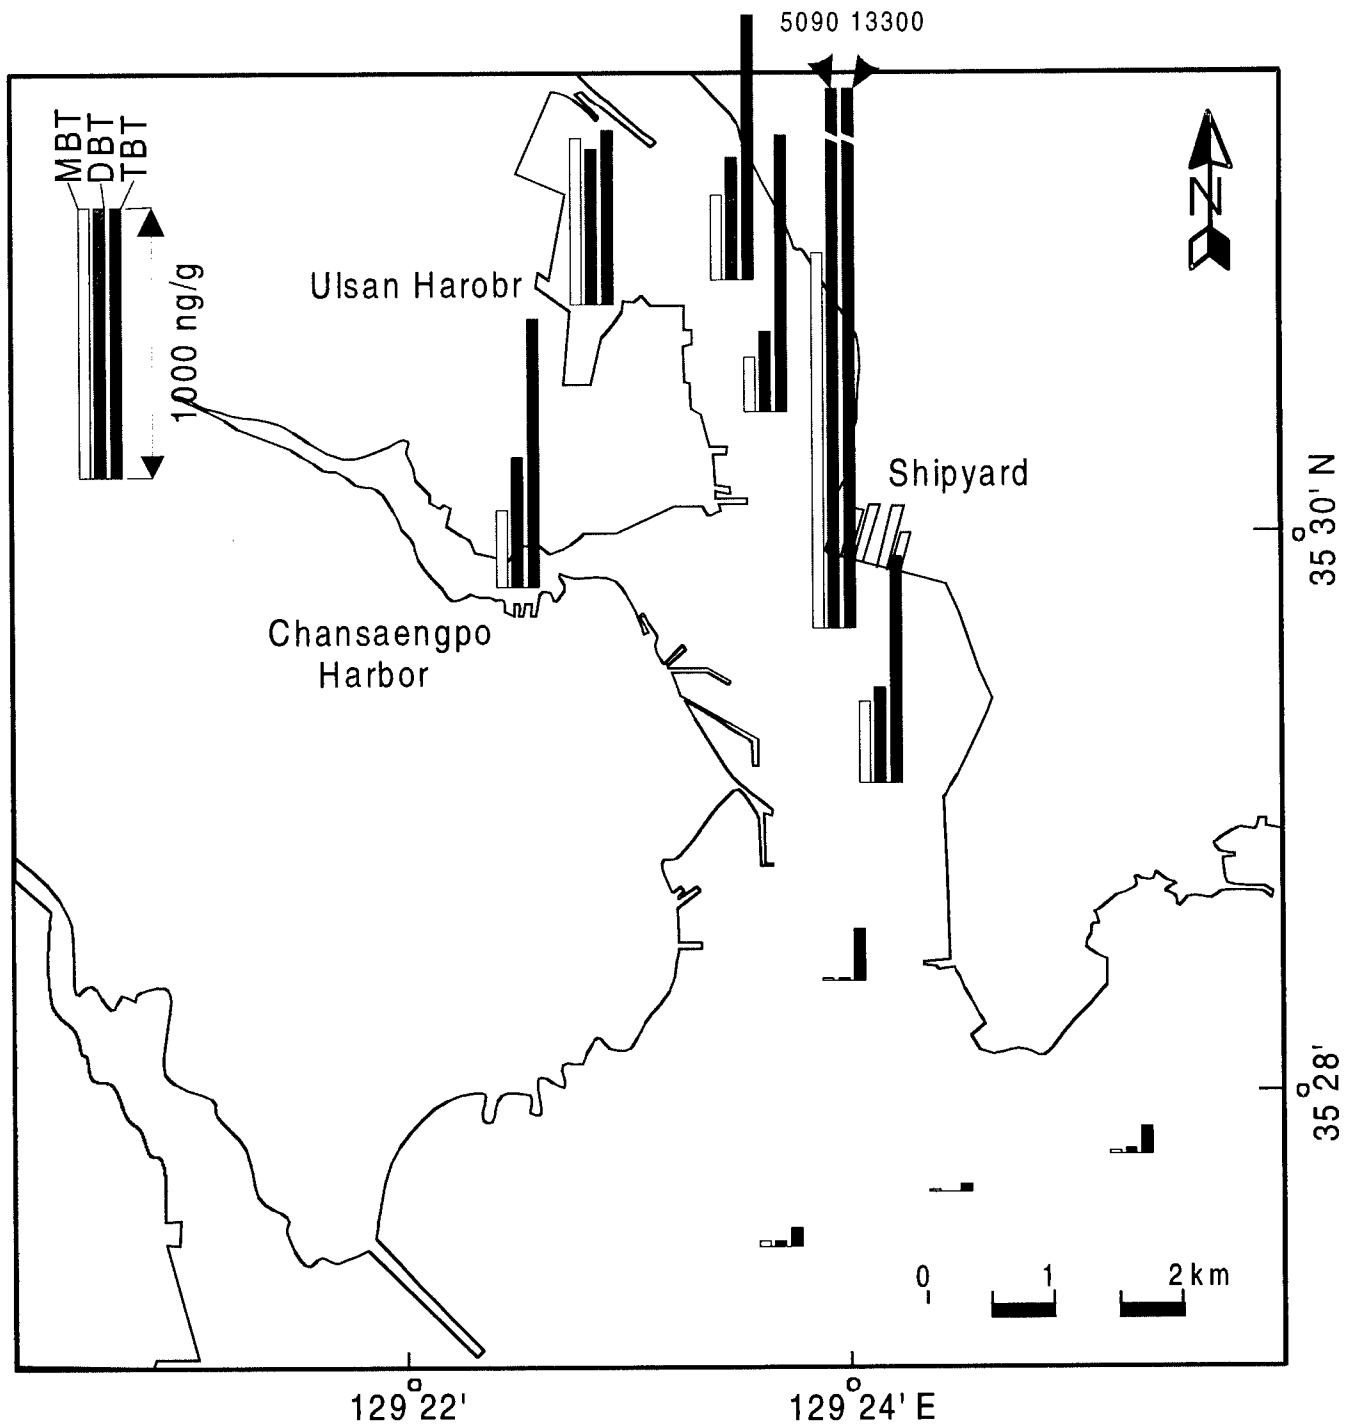 5090 13300
MBT
DBT
TBT
1000 ng/g
N
Ulsan Harobr
Shipyard
35°30' N
Chansaengpo
Harbor
35°28'
0 1 2 km
129°22' 129°24' E